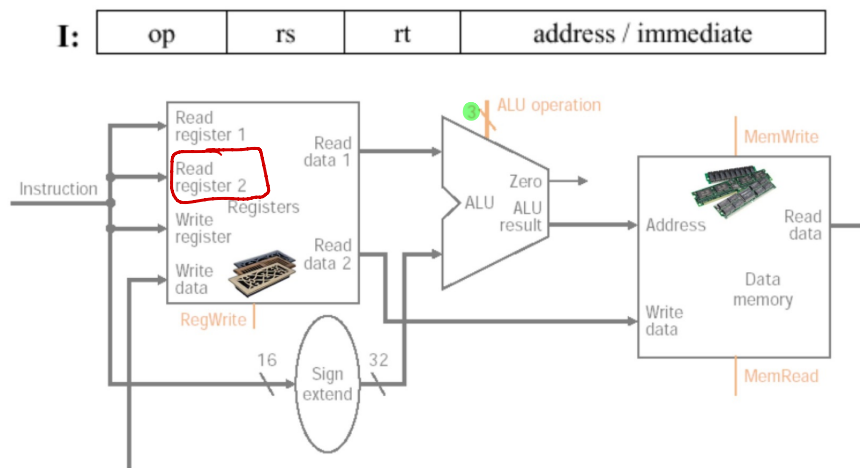 I: op rs rt address / immediate
3 ALU operation
Read
register 1
Read
data 1
MemWrite
Read
register 2
Instruction
Registers
Zero
ALU
ALU
result
Write
register
Address
Read
data
Read
data 2
Write
data
Data
memory
RegWrite
Write
data
16
32
Sign
extend
MemRead